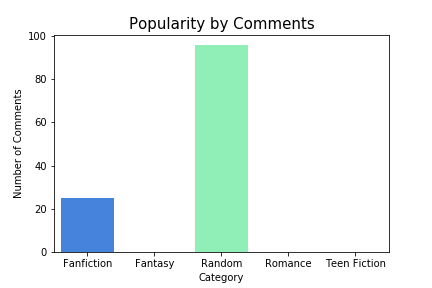 Popularity by Comments
100
80
60
40
20
0
Number of Comments
Fanfiction Fantasy Random Romance Teen Fiction
Category